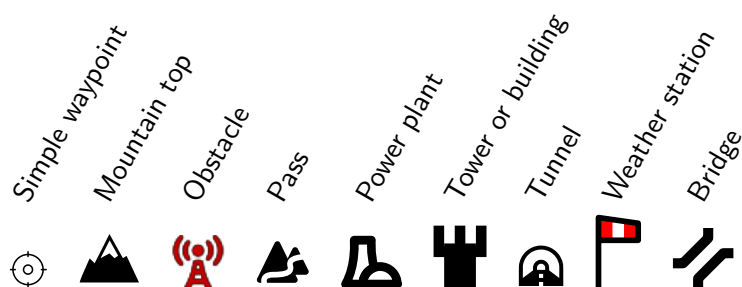 Simple waypoint
Mountain top
Obstacle
Pass
Power plant
Tower or building
Tunnel
Weather station
Bridge